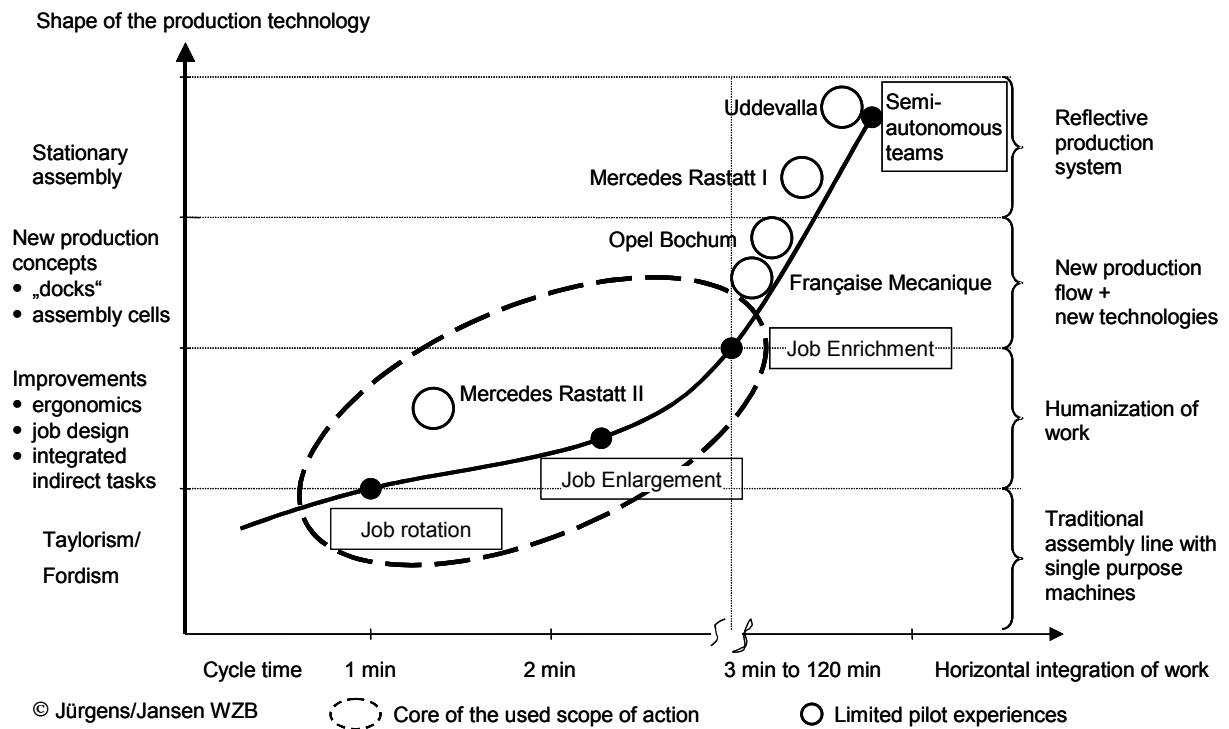 Shape of the production technology
Uddevalla
Semi-
autonomous
teams
Reflective
production
system
Stationary
assembly
Mercedes Rastatt I
New production
concepts
• „docks“
• assembly cells
Opel Bochum
Française Mecanique
New production
flow +
new technologies
Job Enrichment
Improvements
• ergonomics
• job design
• integrated
indirect tasks
Mercedes Rastatt II
Humanization of
work
Job Enlargement
Job rotation
Taylorism/
Fordism
Traditional
assembly line with
single purpose
machines
Cycle time
1 min
2 min
3 min to 120 min
Horizontal integration of work
© Jürgens/Jansen WZB
Core of the used scope of action
Limited pilot experiences